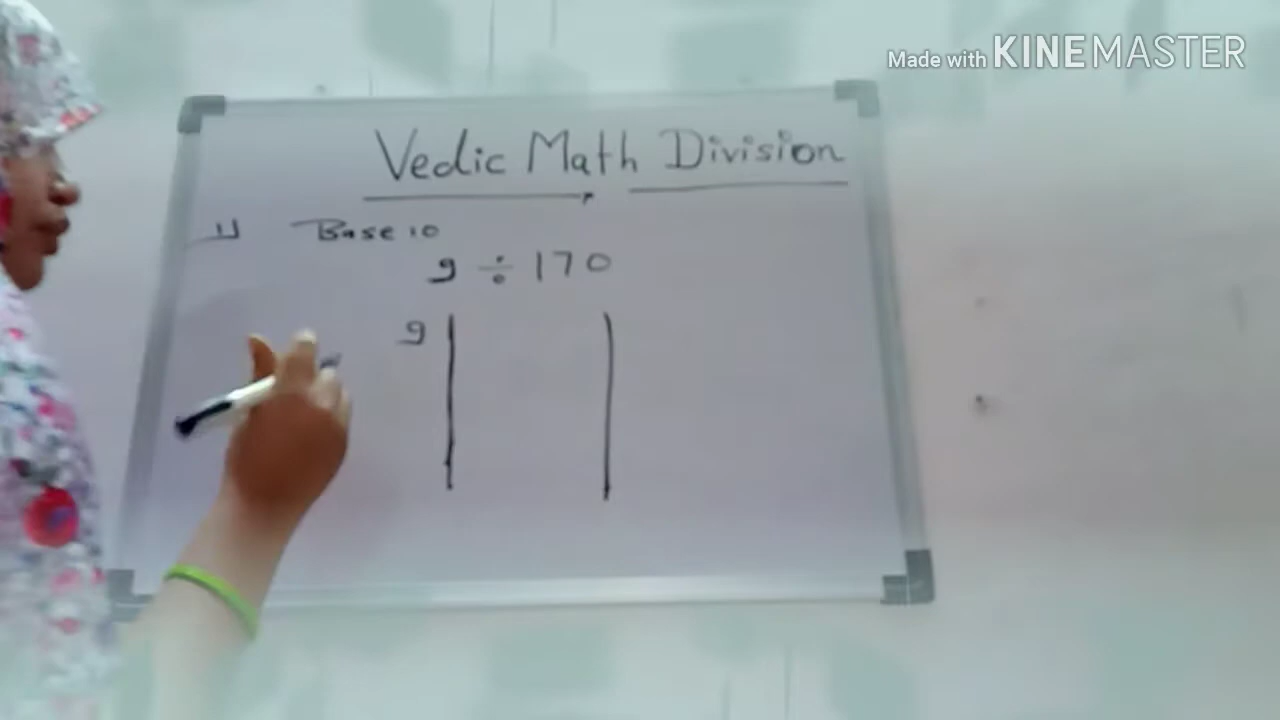 Made with KINEMASTER
Vedic Math Division
1) Base 10
9 ÷ 170
9